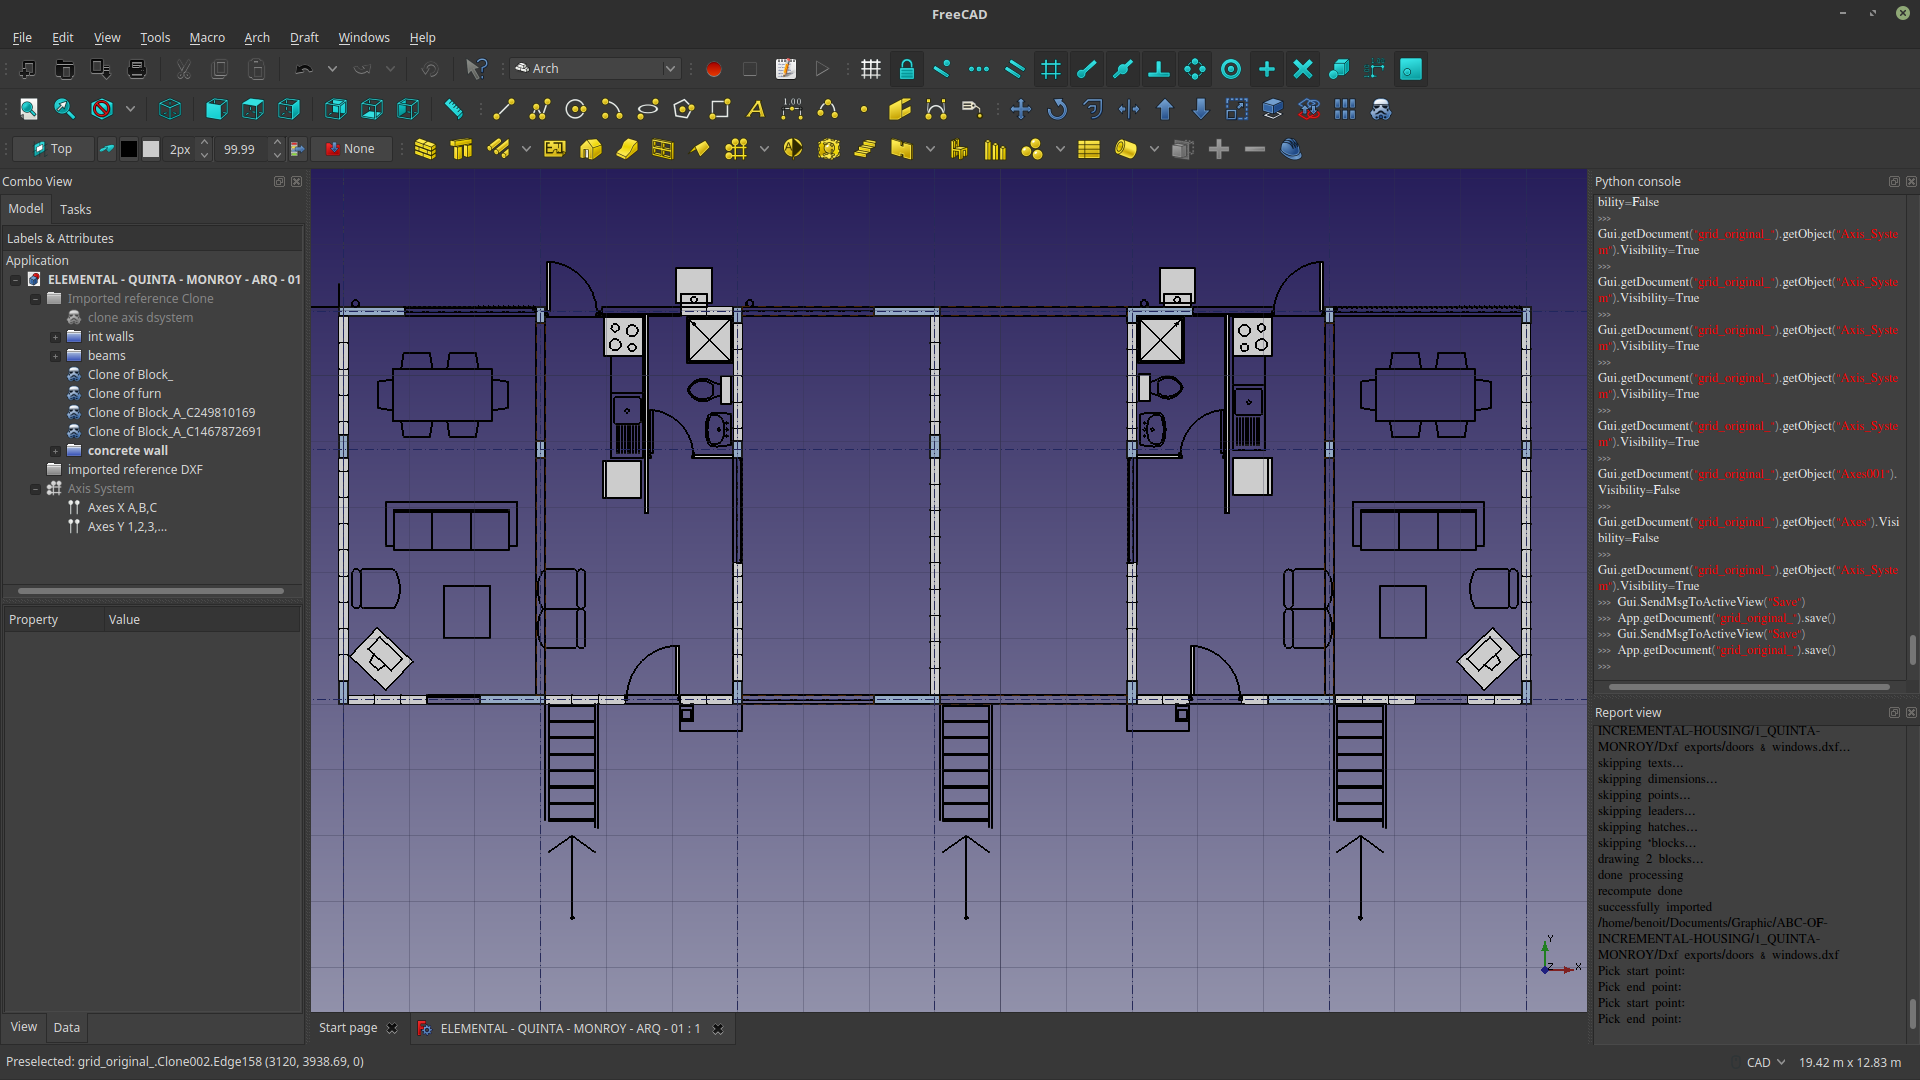 FreeCAD
File Edit View Tools Macro Arch Draft Windows Help
Arch
1.00
Top 2px 99.99 None
Combo View
Model Tasks
Labels & Attributes
Application
ELEMENTAL - QUINTA - MONROY - ARQ - 01
Imported reference Clone
clone axis dsystem
int walls
beams
Clone of Block_
Clone of furn
Clone of Block_A_C249810169
Clone of Block_A_C1467872691
concrete wall
imported reference DXF
Axis System
Axes X A,B,C
Axes Y 1,2,3,...
Property Value
View Data
Y
Z X
Start page ELEMENTAL - QUINTA - MONROY - ARQ - 01 : 1
Python console
bility=False
>>>
Gui.getDocument("grid_original_").getObject("Axis_Syste
m").Visibility=True
>>>
Gui.getDocument("grid_original_").getObject("Axis_Syste
m").Visibility=True
>>>
Gui.getDocument("grid_original_").getObject("Axis_Syste
m").Visibility=True
>>>
Gui.getDocument("grid_original_").getObject("Axis_Syste
m").Visibility=True
>>>
Gui.getDocument("grid_original_").getObject("Axis_Syste
m").Visibility=True
>>>
Gui.getDocument("grid_original_").getObject("Axes001").
Visibility=False
>>>
Gui.getDocument("grid_original_").getObject("Axes").Visi
bility=False
>>>
Gui.getDocument("grid_original_").getObject("Axis_Syste
m").Visibility=True
>>> Gui.SendMsgToActiveView("Save")
>>> App.getDocument("grid_original_").save()
>>> Gui.SendMsgToActiveView("Save")
>>> App.getDocument("grid_original_").save()
>>>
Report view
INCREMENTAL-HOUSING/1_QUINTA-
MONROY/Dxf exports/doors & windows.dxf...
skipping texts...
skipping dimensions...
skipping points...
skipping leaders...
skipping hatches...
skipping *blocks...
drawing 2 blocks...
done processing
recompute done
successfully imported
/home/benoit/Documents/Graphic/ABC-OF-
INCREMENTAL-HOUSING/1_QUINTA-
MONROY/Dxf exports/doors & windows.dxf
Pick start point:
Pick end point:
Pick start point:
Pick end point:
Preselected: grid_original_.Clone002.Edge158 (3120, 3938.69, 0)
CAD 19.42 m x 12.83 m